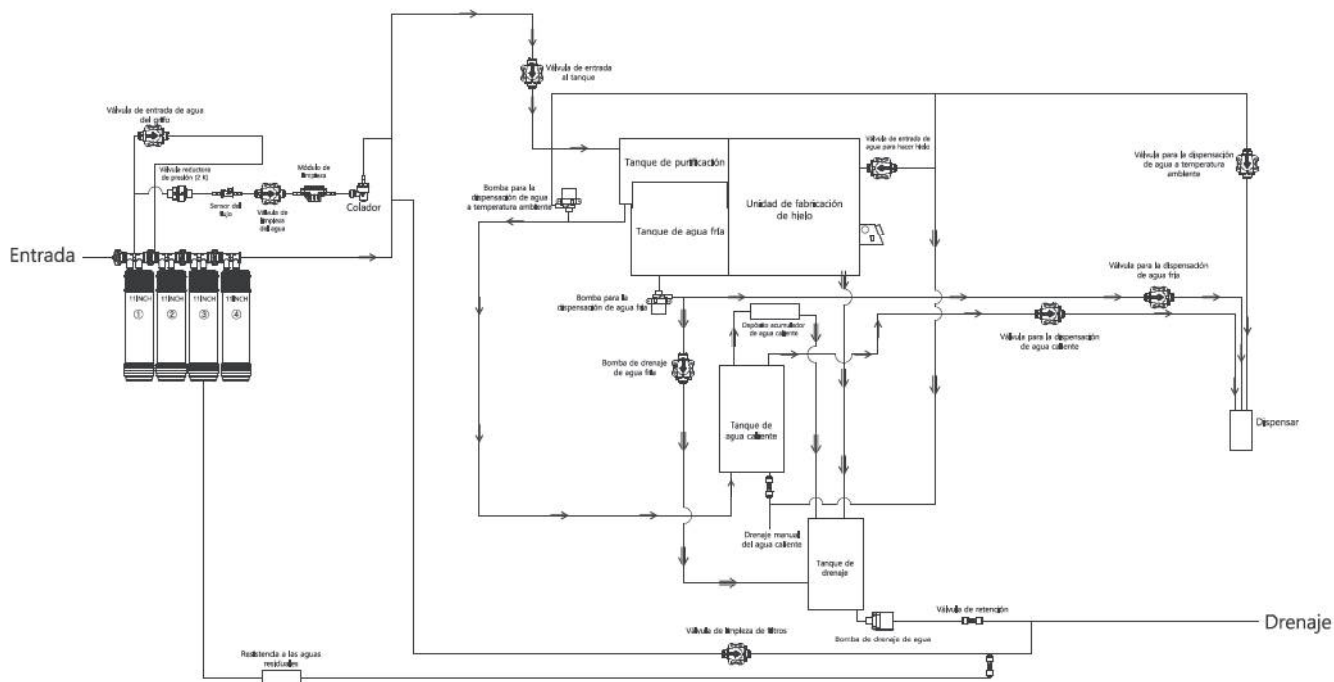 Válvula de entrada
al tanque
Válvula de entrada de agua
del grifo
Válvula reductora
de presión (2 K)
Sensor del
flujo
Válvula de
limpieza
del agua
Módulo de
limpieza
Colador
Entrada
11INCH
①
11INCH
②
11INCH
③
11INCH
④
Bomba para la
dispensación de agua
a temperatura ambiente
Tanque de purificación
Tanque de agua fría
Unidad de fabricación
de hielo
Válvula de entrada de
agua para hacer hielo
Válvula para la dispensación
de agua a temperatura
ambiente
Bomba para la
dispensación de agua fría
Depósito acumulador
de agua caliente
Válvula para la dispensación
de agua fría
Válvula para la dispensación
de agua caliente
Bomba de drenaje
de agua fría
Tanque de
agua caliente
Dispensar
Drenaje manual
del agua caliente
Tanque de
drenaje
Válvula de retención
Bomba de drenaje de agua
Drenaje
Válvula de limpieza de filtros
Resistencia a las aguas
residuales